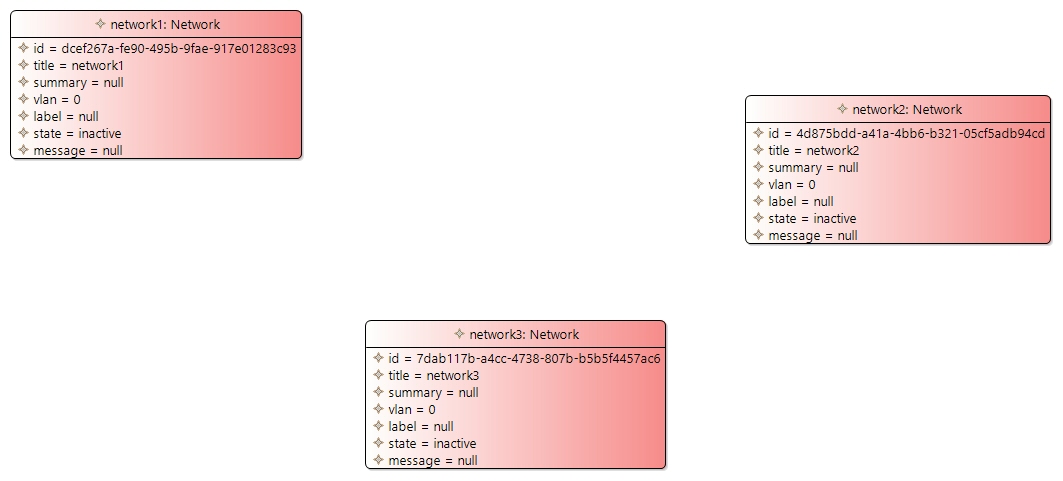 network1: Network
id = dcef267a-fe90-495b-9fae-917e01283c93
title = network1
summary = null
vlan = 0
label = null
state = inactive
message = null
network2: Network
id = 4d875bdd-a41a-4bb6-b321-05cf5adb94cd
title = network2
summary = null
vlan = 0
label = null
state = inactive
message = null
network3: Network
id = 7dab117b-a4cc-4738-807b-b5b5f4457ac6
title = network3
summary = null
vlan = 0
label = null
state = inactive
message = null